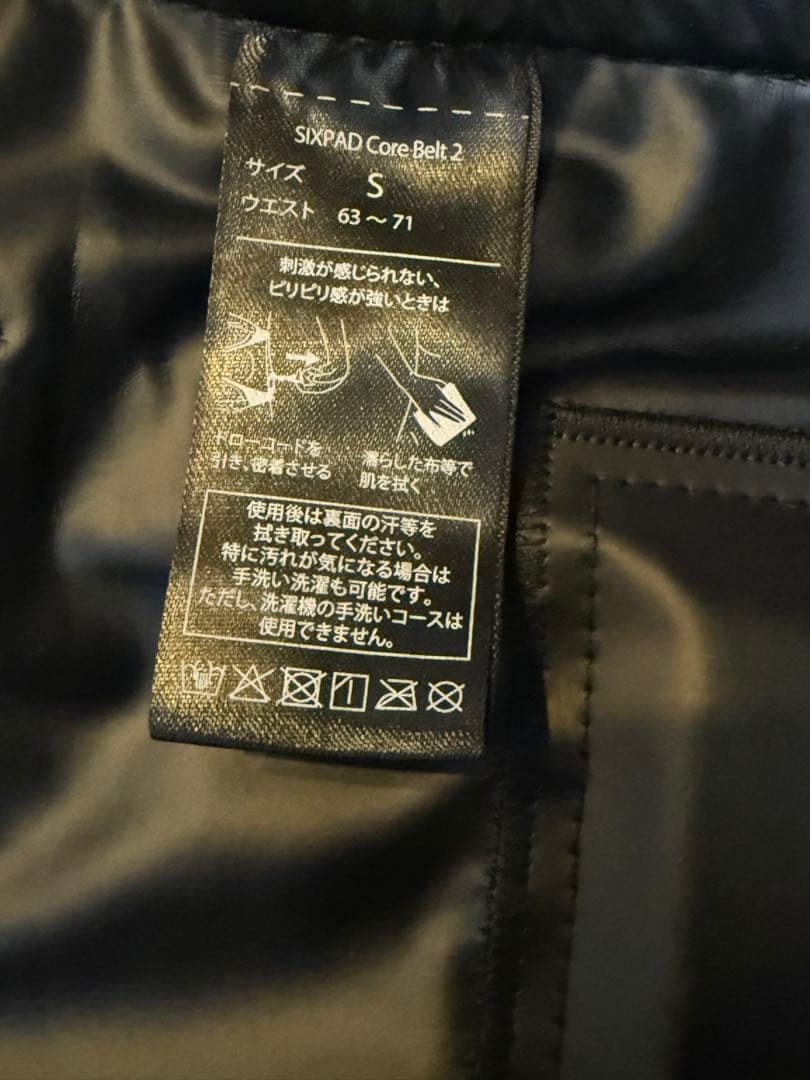 SIXPAD Core Belt 2
サイズ S
ウエスト 63～71
刺激が感じられない、
ピリピリ感が強いときは
ドローコードを
引き、密着させる
濡らした布等で
肌を拭く
使用後は裏面の汗等を
拭き取ってください。
特に汚れが気になる場合は
手洗い洗濯も可能です。
ただし、洗濯機の手洗いコースは
使用できません。